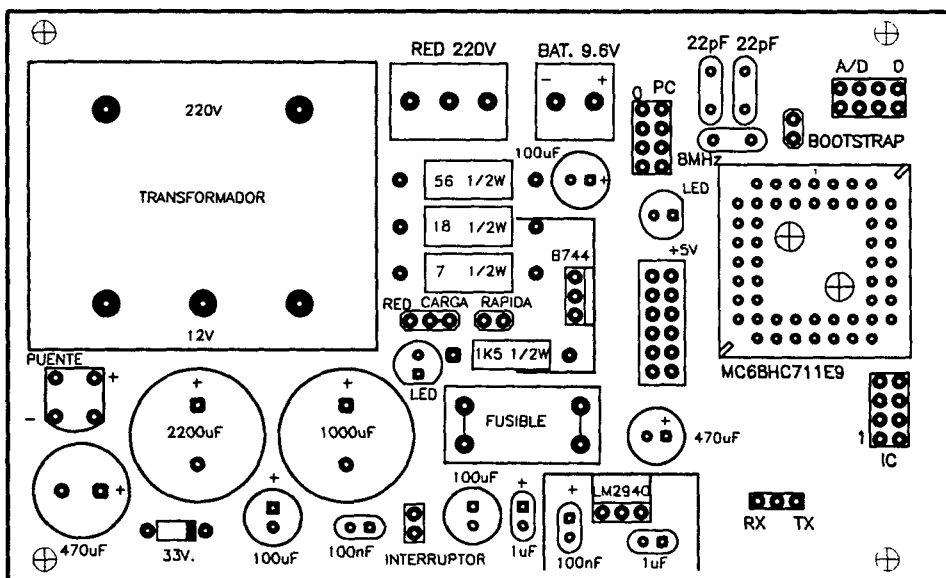 RED 220V
BAT. 9.6V
22pF 22pF
A/D 0
- +
0 PC
BOOTSTRAP
8MHz
220V
TRANSFORMADOR
12V
100uF
+
56 1/2W
18 1/2W
7 1/2W
LED
1
+5V
B744
RED CARGA RAPIDA
1K5 1/2W
LED
MC68HC711E9
PUENTE
+
-
+
2200uF
+
1000uF
FUSIBLE
+
470uF
1
IC
+
470uF
33V.
+
100uF
100nF
INTERRUPTOR
100uF
+
+
1uF
+
100nF
LM2940
1uF
RX TX